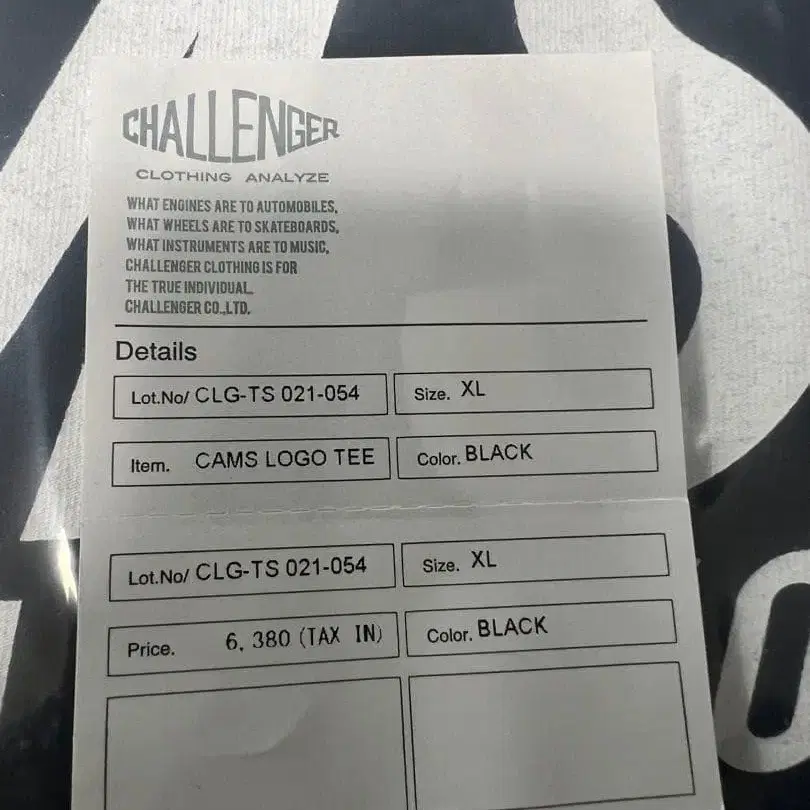 CHALLENGER
CLOTHING ANALYZE
WHAT ENGINES ARE TO AUTOMOBILES,
WHAT WHEELS ARE TO SKATEBOARDS,
WHAT INSTRUMENTS ARE TO MUSIC,
CHALLENGER CLOTHING IS FOR
THE TRUE INDIVIDUAL.
CHALLENGER CO.,LTD.
Details
Lot.No/ CLG-TS 021-054 Size. XL
Item. CAMS LOGO TEE Color. BLACK
Lot.No/ CLG-TS 021-054 Size. XL
Price. 6,380 (TAX IN) Color. BLACK